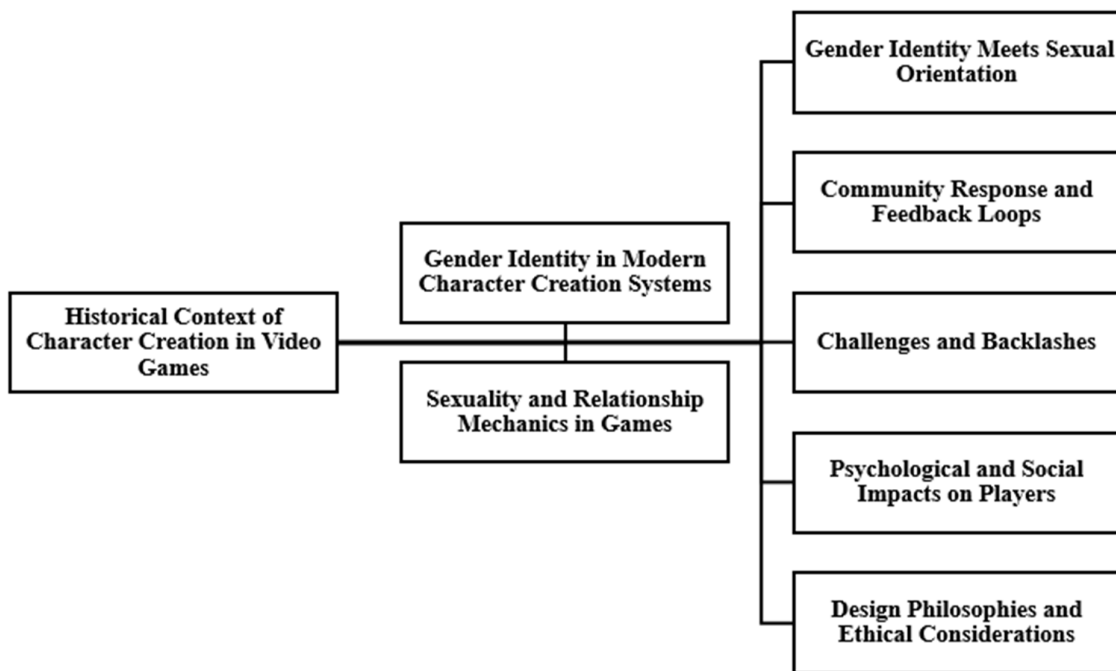 Historical Context of
Character Creation in Video
Games
Gender Identity in Modern
Character Creation Systems
Sexuality and Relationship
Mechanics in Games
Gender Identity Meets Sexual
Orientation
Community Response and
Feedback Loops
Challenges and Backlashes
Psychological and Social
Impacts on Players
Design Philosophies and
Ethical Considerations